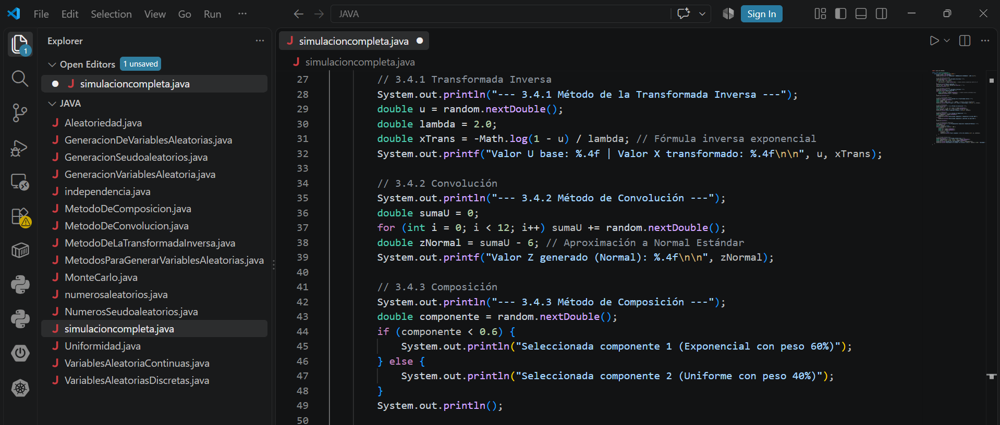 File Edit Selection View Go Run ···
JAVA
Sign In
Explorer
Open Editors 1 unsaved
simulacioncompleta.java
JAVA
Aleatoriedad.java
GeneracionDeVariablesAleatorias.java
GeneracionSeudoaleatorios.java
GeneracionVariablesAleatoria.java
independencia.java
MetodoDeComposicion.java
MetodoDeConvolucion.java
MetodoDeLaTransformadaInversa.java
MetodosParaGenerarVariablesAleatorias.java
MonteCarlo.java
numerosaleatorios.java
NumerosSeudoaleatorios.java
simulacioncompleta.java
Uniformidad.java
VariablesAleatoriaContinuas.java
VariablesAleatoriasDiscretas.java
1
J simulacioncompleta.java
J simulacioncompleta.java
27 // 3.4.1 Transformada Inversa
28 System.out.println("--- 3.4.1 Método de la Transformada Inversa ---");
29 double u = random.nextDouble();
30 double lambda = 2.0;
31 double xTrans = -Math.log(1 - u) / lambda; // Fórmula inversa exponencial
32 System.out.printf("Valor U base: %.4f | Valor X transformado: %.4f\n\n", u, xTrans);
33
34 // 3.4.2 Convolución
35 System.out.println("--- 3.4.2 Método de Convolución ---");
36 double sumaU = 0;
37 for (int i = 0; i < 12; i++) sumaU += random.nextDouble();
38 double zNormal = sumaU - 6; // Aproximación a Normal Estándar
39 System.out.printf("Valor Z generado (Normal): %.4f\n\n", zNormal);
40
41 // 3.4.3 Composición
42 System.out.println("--- 3.4.3 Método de Composición ---");
43 double componente = random.nextDouble();
44 if (componente < 0.6) {
45 System.out.println("Seleccionada componente 1 (Exponencial con peso 60%)");
46 } else {
47 System.out.println("Seleccionada componente 2 (Uniforme con peso 40%)");
48 }
49 System.out.println();
50